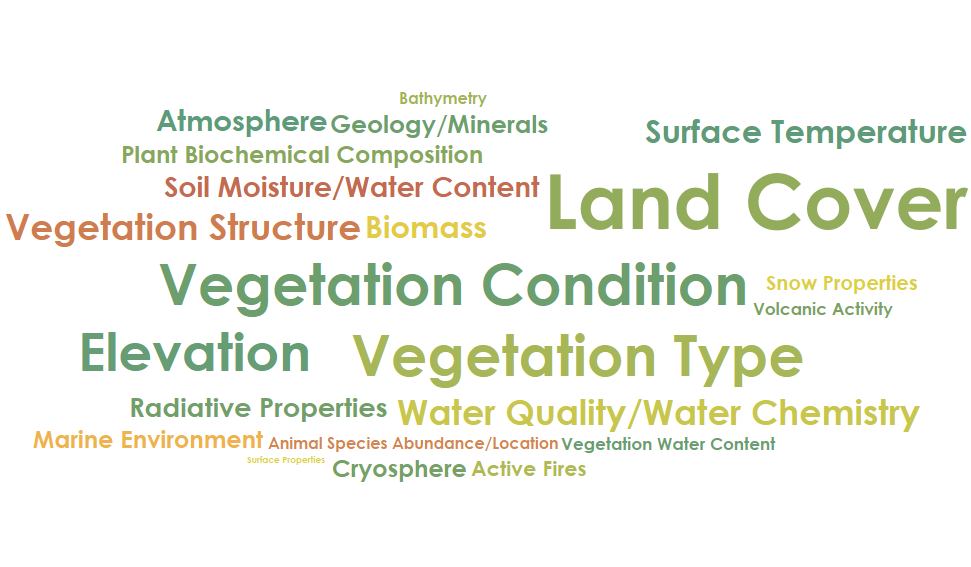 Bathymetry
Atmosphere
Geology/Minerals
Surface Temperature
Plant Biochemical Composition
Soil Moisture/Water Content
Land Cover
Vegetation Structure
Biomass
Vegetation Condition
Snow Properties
Volcanic Activity
Elevation
Vegetation Type
Radiative Properties
Water Quality/Water Chemistry
Marine Environment
Animal Species Abundance/Location
Vegetation Water Content
Surface Properties
Cryosphere
Active Fires